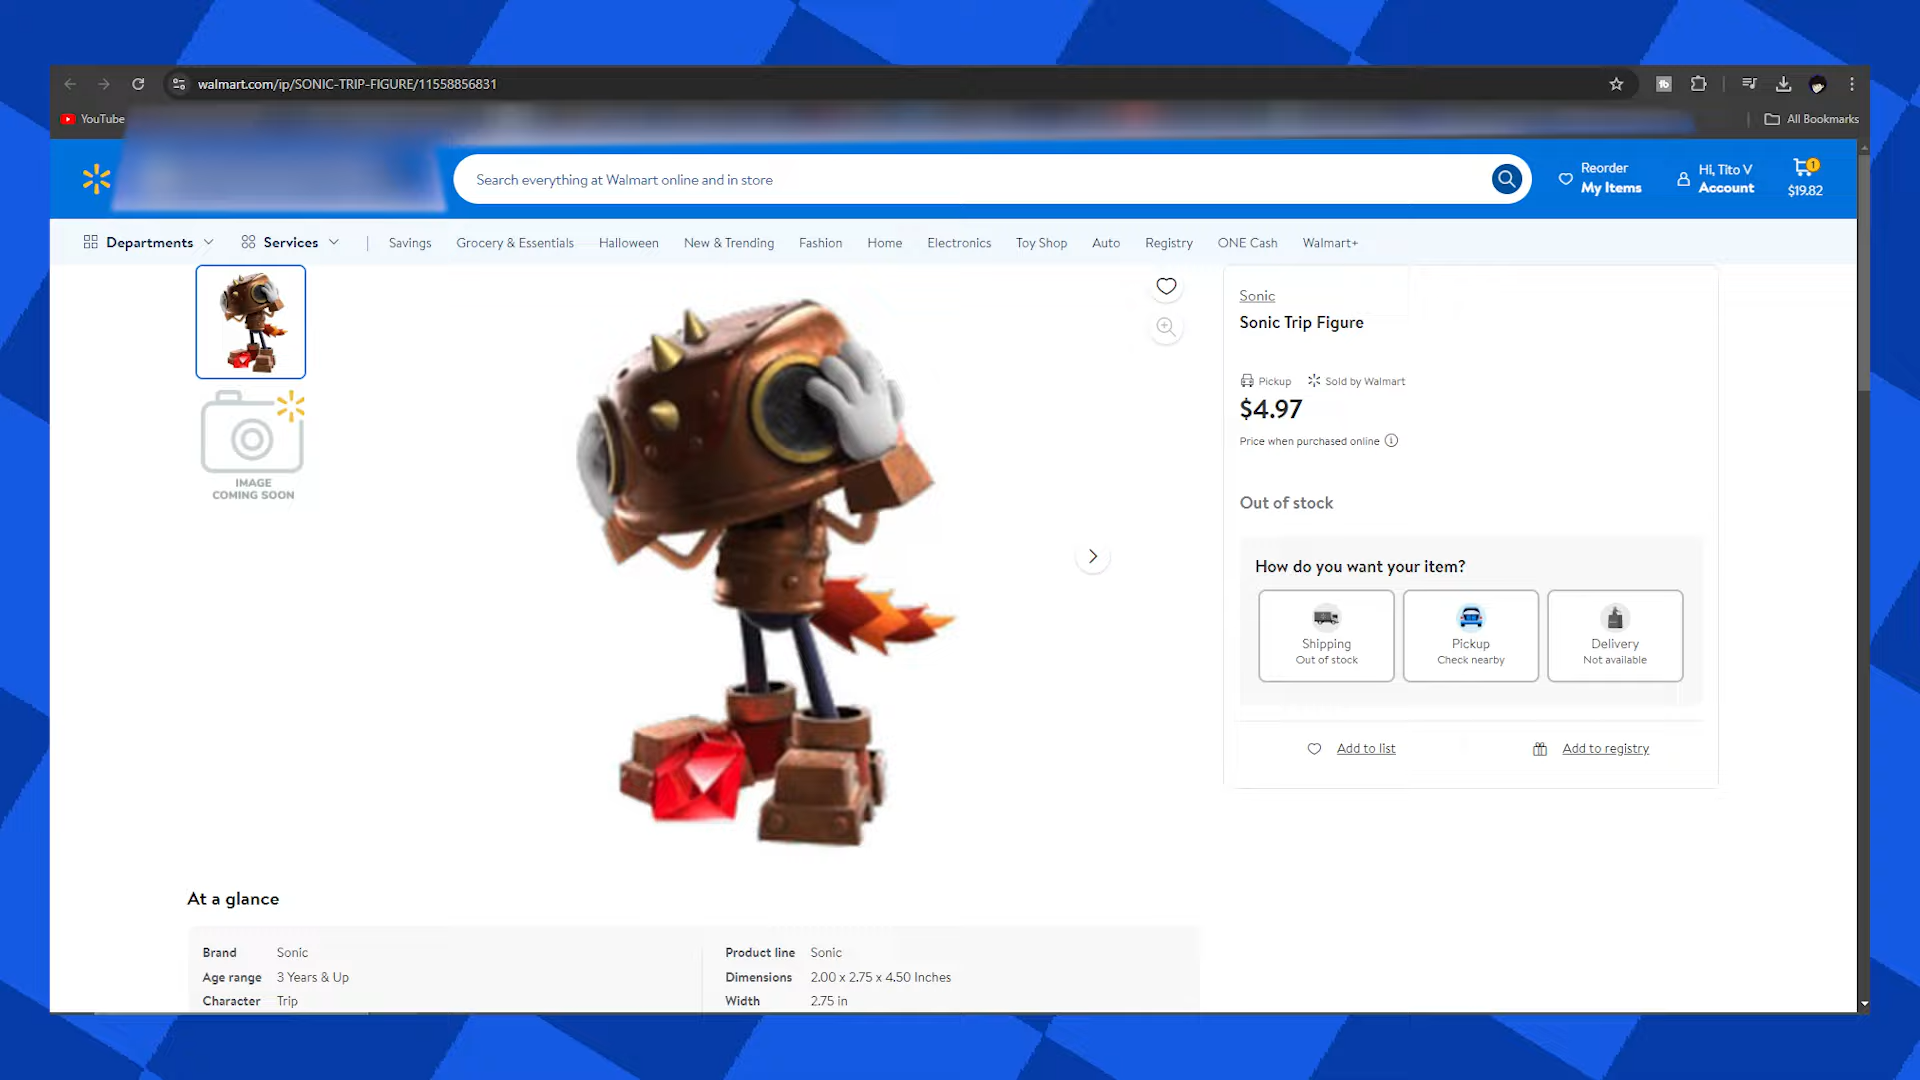 walmart.com/ip/SONIC-TRIP-FIGURE/11558856831
YouTube
All Bookmarks
Search everything at Walmart online and in store
Reorder
My Items
Hi, Tito V
Account
1
$19.82
Departments
Services
Savings
Grocery & Essentials
Halloween
New & Trending
Fashion
Home
Electronics
Toy Shop
Auto
Registry
ONE Cash
Walmart+
IMAGE
COMING SOON
Sonic
Sonic Trip Figure
Pickup
Sold by Walmart
$4.97
Price when purchased online
Out of stock
How do you want your item?
Shipping
Out of stock
Pickup
Check nearby
Delivery
Not available
Add to list
Add to registry
At a glance
Brand Sonic
Age range 3 Years & Up
Character Trip
Product line Sonic
Dimensions 2.00 x 2.75 x 4.50 Inches
Width 2.75 in